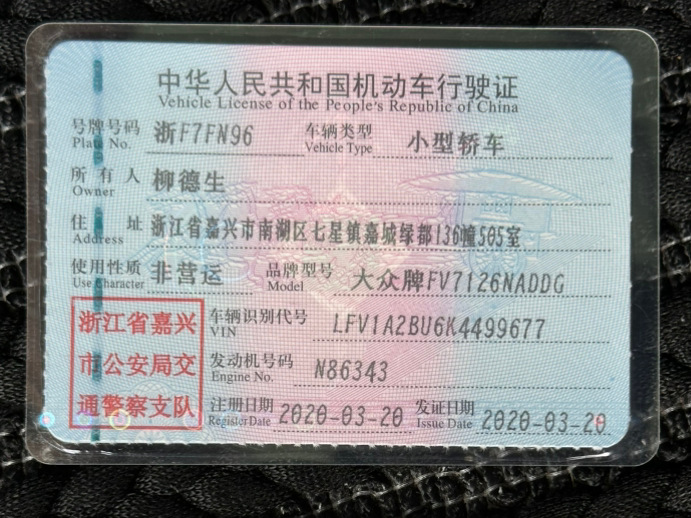 中华人民共和国机动车行驶证
Vehicle License of the People's Republic of China
号牌号码 浙F7FN96 车辆类型 小型轿车
Plate No. Vehicle Type
所有人 柳德生
Owner
住址 浙江省嘉兴市南湖区七星镇嘉城绿都136幢505室
Address
使用性质 非营运 品牌型号 大众牌FV7126NADDG
Use Character Model
浙江省嘉兴 车辆识别代号 LFV1A2BU6K4499677
VIN
市公安局交 发动机号码 N86343
Engine No.
通警察支队 注册日期 2020-03-20 发证日期 2020-03-20
Register Date Issue Date